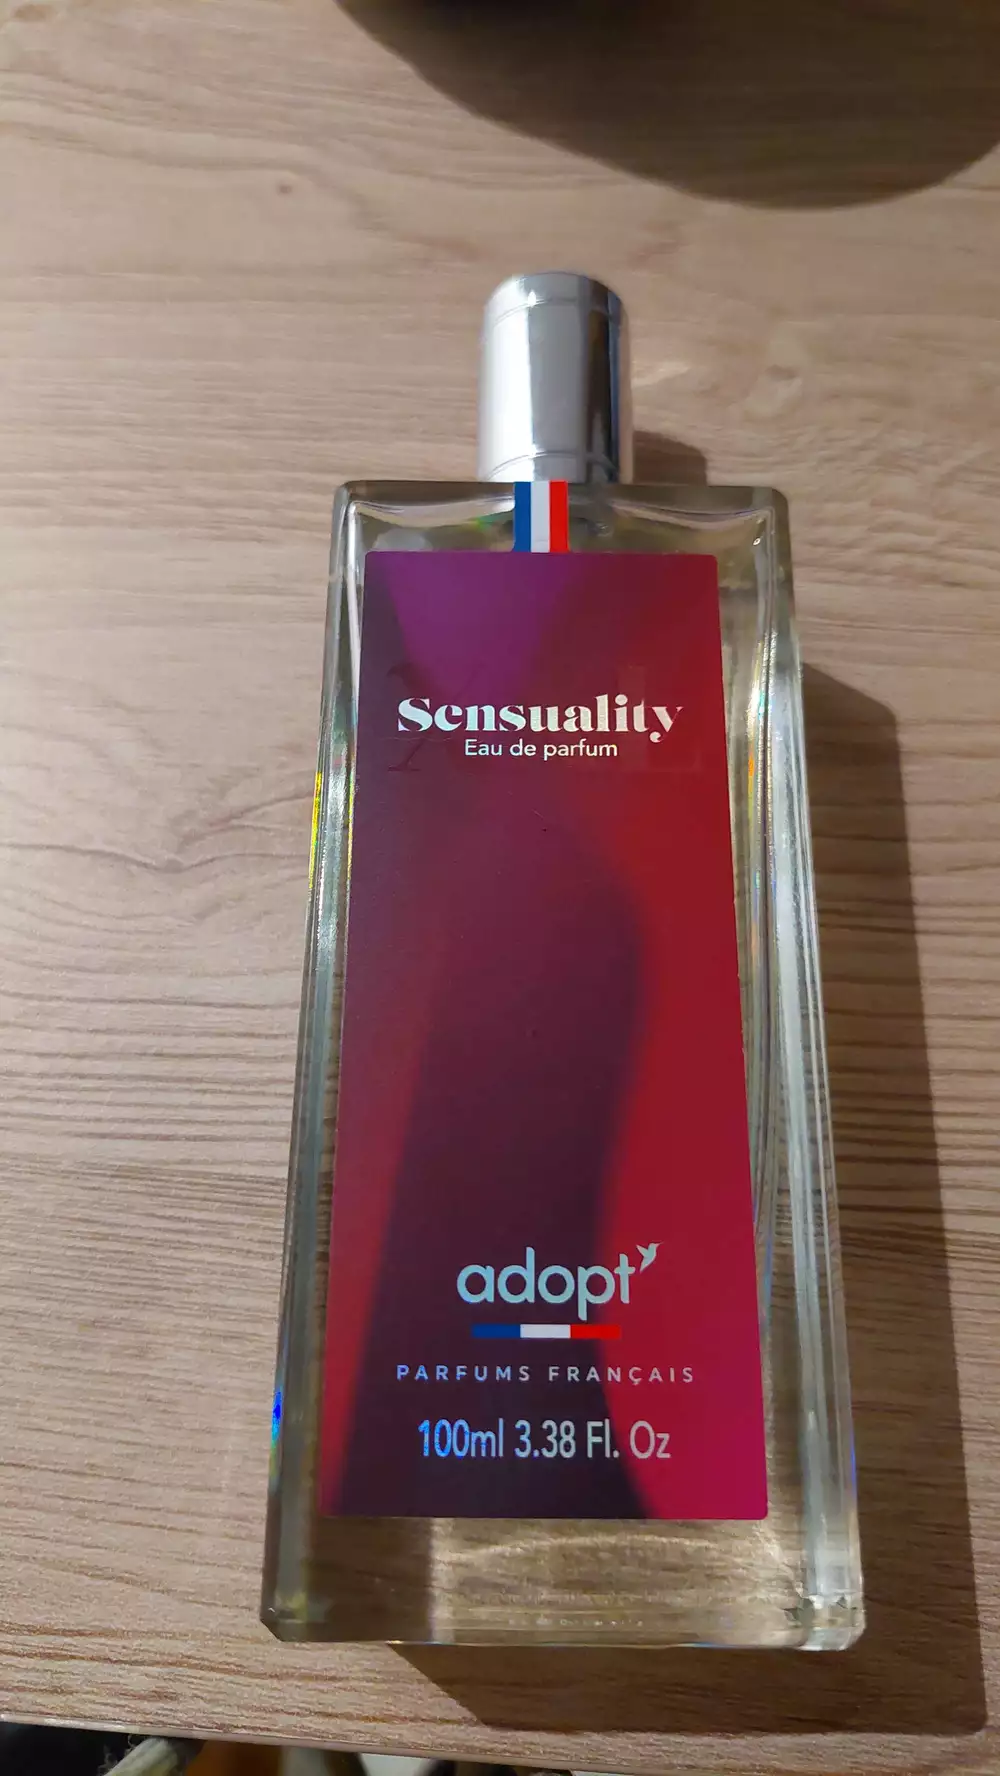 Sensuality
Eau de parfum
adopt'
PARFUMS FRANÇAIS
100ml 3.38 Fl. Oz